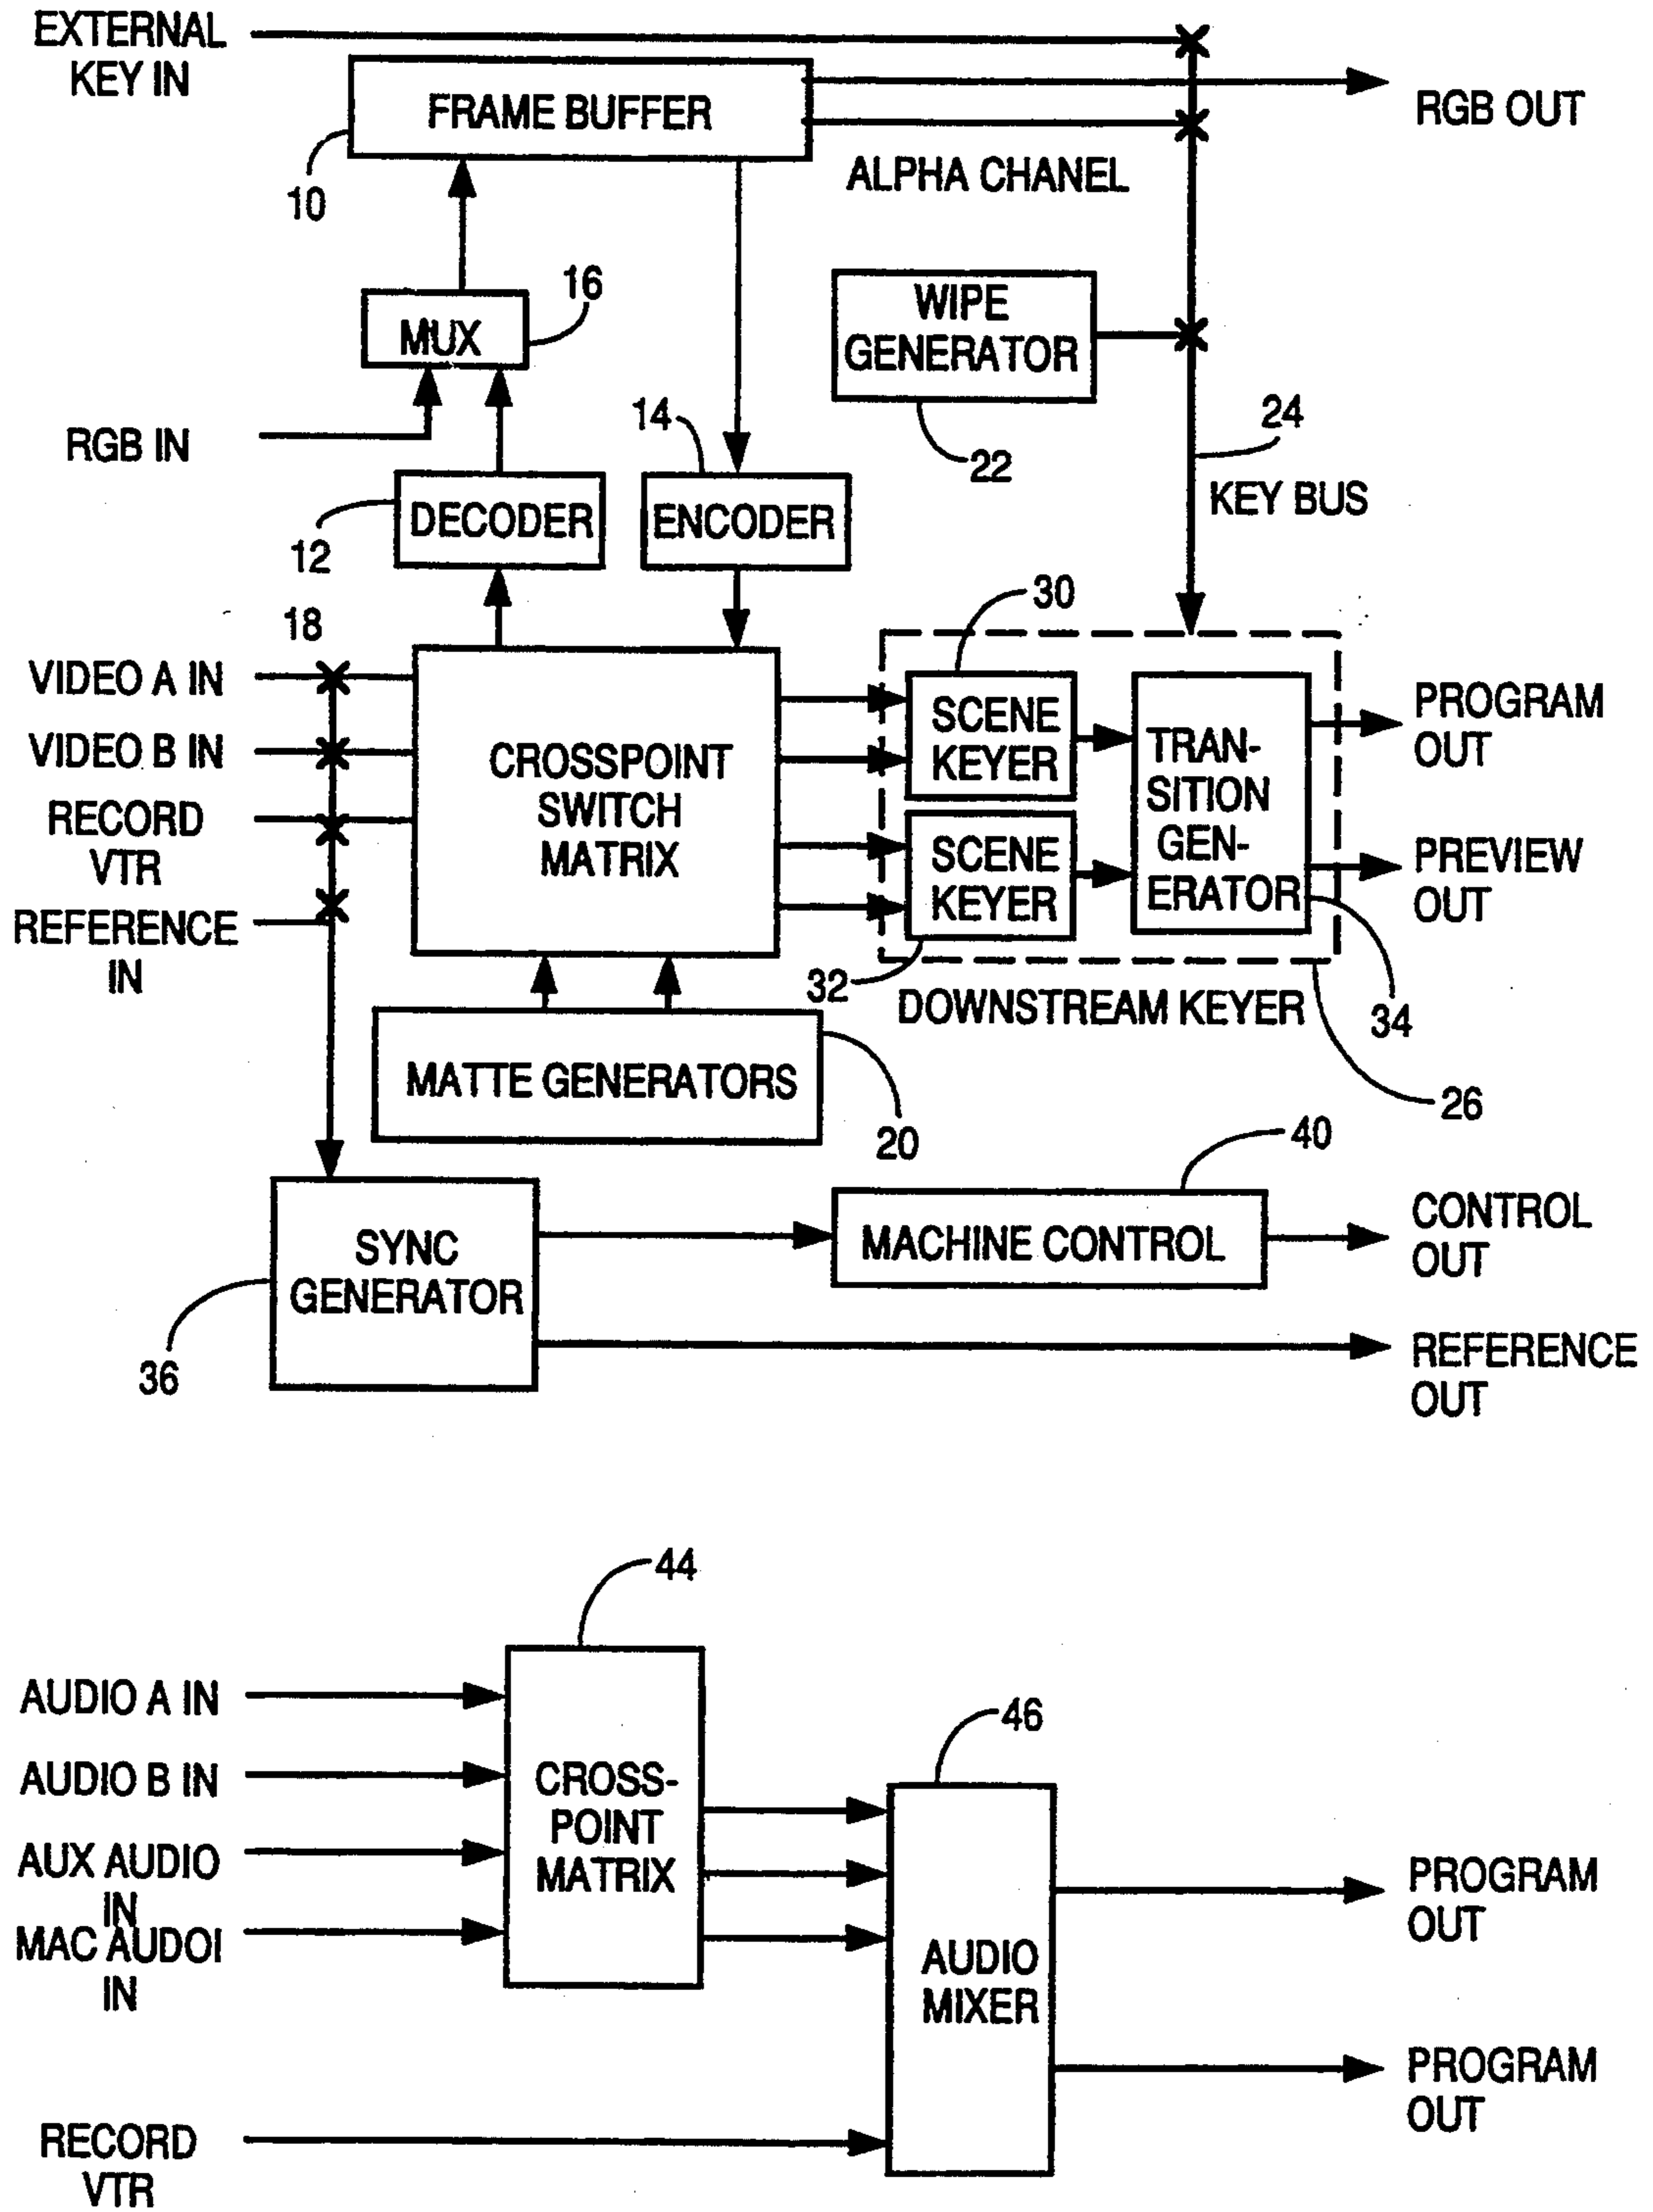 EXTERNAL
KEY IN
FRAME BUFFER
RGB OUT
10
ALPHA CHANEL
MUX
16
WIPE
GENERATOR
22
24
KEY BUS
RGB IN
14
DECODER
12
ENCODER
18
VIDEO A IN
VIDEO B IN
RECORD
VTR
REFERENCE
IN
CROSSPOINT
SWITCH
MATRIX
30
SCENE
KEYER
SCENE
KEYER
32
TRAN-
SITION
GEN-
ERATOR
PROGRAM
OUT
PREVIEW
OUT
34
DOWNSTREAM KEYER
26
MATTE GENERATORS
20
40
SYNC
GENERATOR
36
MACHINE CONTROL
CONTROL
OUT
REFERENCE
OUT
44
AUDIO A IN
AUDIO B IN
AUX AUDIO
IN
MAC AUDOI
IN
CROSS-
POINT
MATRIX
46
AUDIO
MIXER
PROGRAM
OUT
PROGRAM
OUT
RECORD
VTR